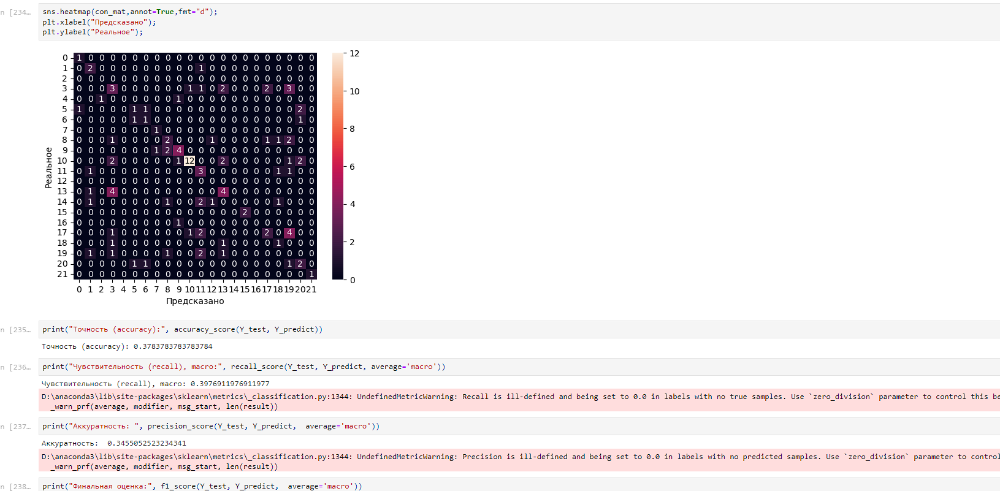 n [234…
sns.heatmap(con_mat,annot=True,fmt="d");
plt.xlabel("Предсказано");
plt.ylabel("Реальное");
0 1 0 0 0 0 0 0 0 0 0 0 0 0 0 0 0 0 0 0 0 0 0
1 0 2 0 0 0 0 0 0 0 0 0 1 0 0 0 0 0 0 0 0 0 0
2 0 0 0 0 0 0 0 0 0 0 0 0 0 0 0 0 0 0 0 0 0 0
3 0 0 0 3 0 0 0 0 0 0 1 1 0 2 0 0 0 2 0 3 0 0
4 0 0 1 0 0 0 0 0 0 1 0 0 0 0 0 0 0 0 0 0 0 0
5 1 0 0 0 0 1 1 0 0 0 0 0 0 0 0 0 0 0 0 0 2 0
6 0 0 0 0 0 1 1 0 0 0 0 0 0 0 0 0 0 0 0 0 1 0
7 0 0 0 0 0 0 0 1 0 0 0 0 0 0 0 0 0 0 0 0 0 0
8 0 0 0 1 0 0 0 0 2 0 0 0 1 0 0 0 0 1 1 2 0 0
9 0 0 0 0 0 0 0 1 2 4 0 0 0 0 0 0 0 0 0 0 0 0
10 0 0 0 2 0 0 0 0 0 1 12 0 0 2 0 0 0 0 0 1 2 0
11 0 1 0 0 0 0 0 0 0 0 0 3 0 0 0 0 0 0 1 1 0 0
12 0 0 0 0 0 0 0 0 0 0 0 0 0 0 0 0 0 0 0 0 0 0
13 0 1 0 4 0 0 0 0 0 0 0 0 0 4 0 0 0 0 0 0 0 0
14 0 1 0 0 0 0 0 0 1 0 0 2 1 0 0 0 0 0 1 0 0 0
15 0 0 0 0 0 0 0 0 0 0 0 0 0 0 0 2 0 0 0 0 0 0
16 0 0 0 0 0 0 0 0 0 1 0 0 0 0 0 0 0 0 0 0 0 0
17 0 0 0 1 0 0 0 0 0 0 1 2 0 0 0 0 0 2 0 4 0 0
18 0 0 0 1 0 0 0 0 0 0 0 0 0 1 0 0 0 0 1 0 0 0
19 0 1 0 1 0 0 0 0 1 0 0 2 0 1 0 0 0 0 0 0 0 0
20 0 0 0 0 0 1 1 0 0 0 0 0 0 0 0 0 0 0 0 1 2 0
21 0 0 0 0 0 0 0 0 0 0 0 0 0 0 0 0 0 0 0 0 0 1
0 1 2 3 4 5 6 7 8 9 10 11 12 13 14 15 16 17 18 19 20 21
Реальное
Предсказано
12
10
8
6
4
2
0
n [235…
print("Точность (accuracy):", accuracy_score(Y_test, Y_predict))
Точность (accuracy): 0.3783783783783784
n [236…
print("Чувствительность (recall), macro:", recall_score(Y_test, Y_predict, average='macro'))
Чувствительность (recall), macro: 0.3976911976911977
D:\anaconda3\lib\site-packages\sklearn\metrics\_classification.py:1344: UndefinedMetricWarning: Recall is ill-defined and being set to 0.0 in labels with no true samples. Use `zero_division` parameter to control this be
_warn_prf(average, modifier, msg_start, len(result))
n [237…
print("Аккуратность: ", precision_score(Y_test, Y_predict,  average='macro'))
Аккуратность:  0.3455052523234341
D:\anaconda3\lib\site-packages\sklearn\metrics\_classification.py:1344: UndefinedMetricWarning: Precision is ill-defined and being set to 0.0 in labels with no predicted samples. Use `zero_division` parameter to control
_warn_prf(average, modifier, msg_start, len(result))
n [238…
print("Финальная оценка:", f1_score(Y_test, Y_predict,  average='macro'))